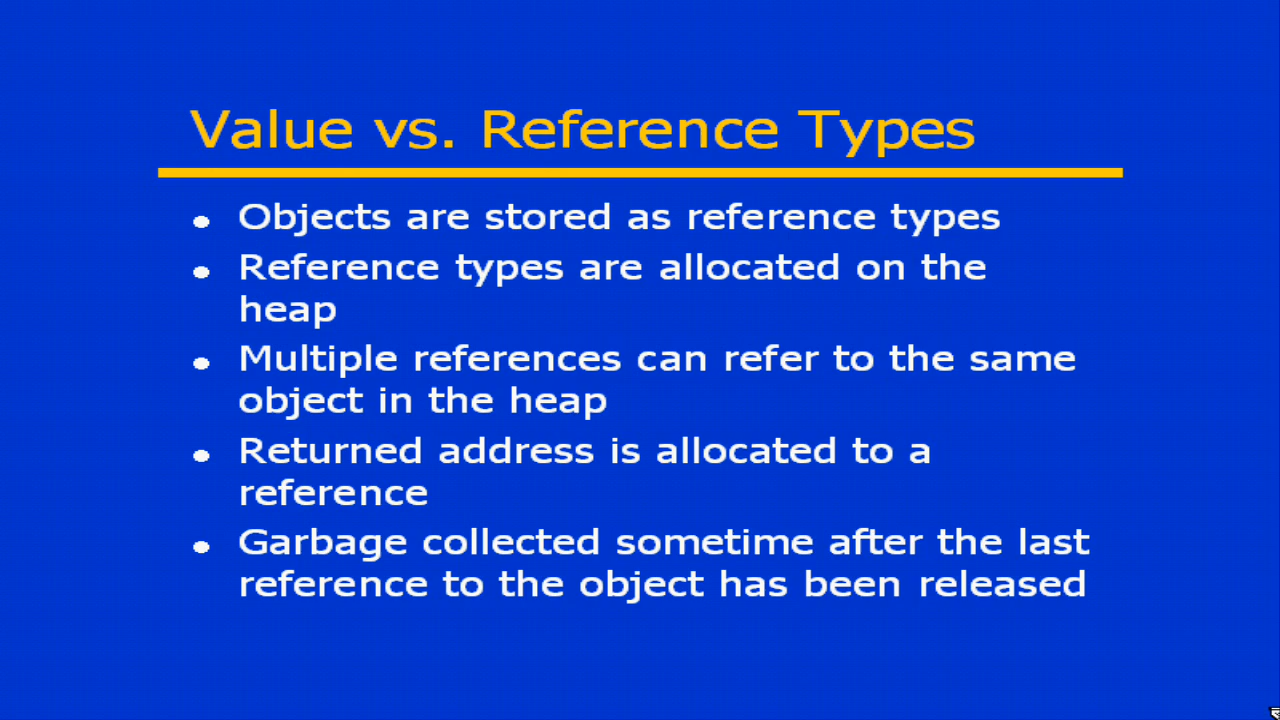 Value vs. Reference Types
• Objects are stored as reference types
• Reference types are allocated on the
heap
• Multiple references can refer to the same
object in the heap
• Returned address is allocated to a
reference
• Garbage collected sometime after the last
reference to the object has been released